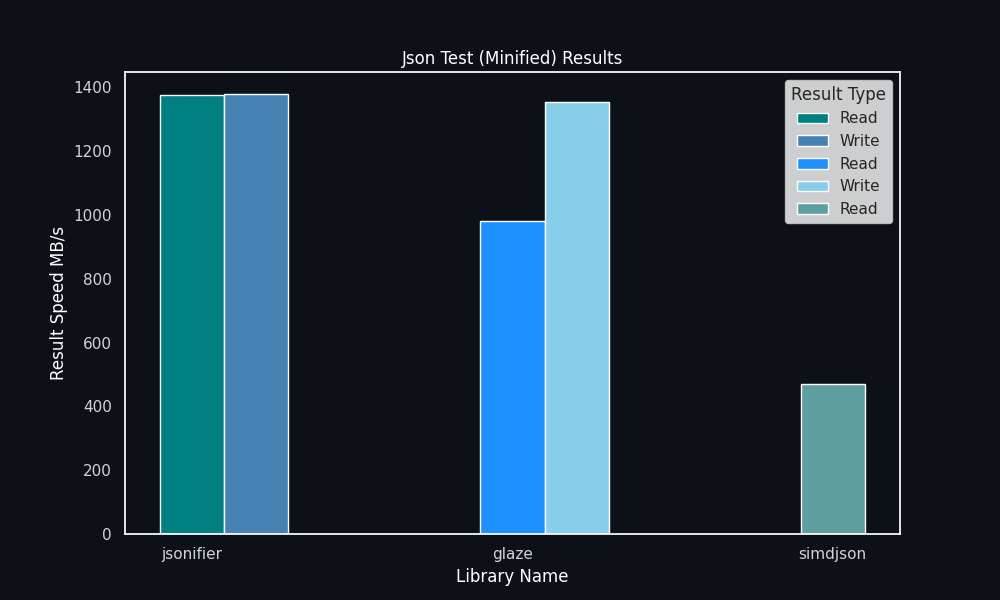 Json Test (Minified) Results
Result Type
Read
Write
Read
Write
Read
Result Speed MB/s
1400
1200
1000
800
600
400
200
0
jsonifier glaze simdjson
Library Name